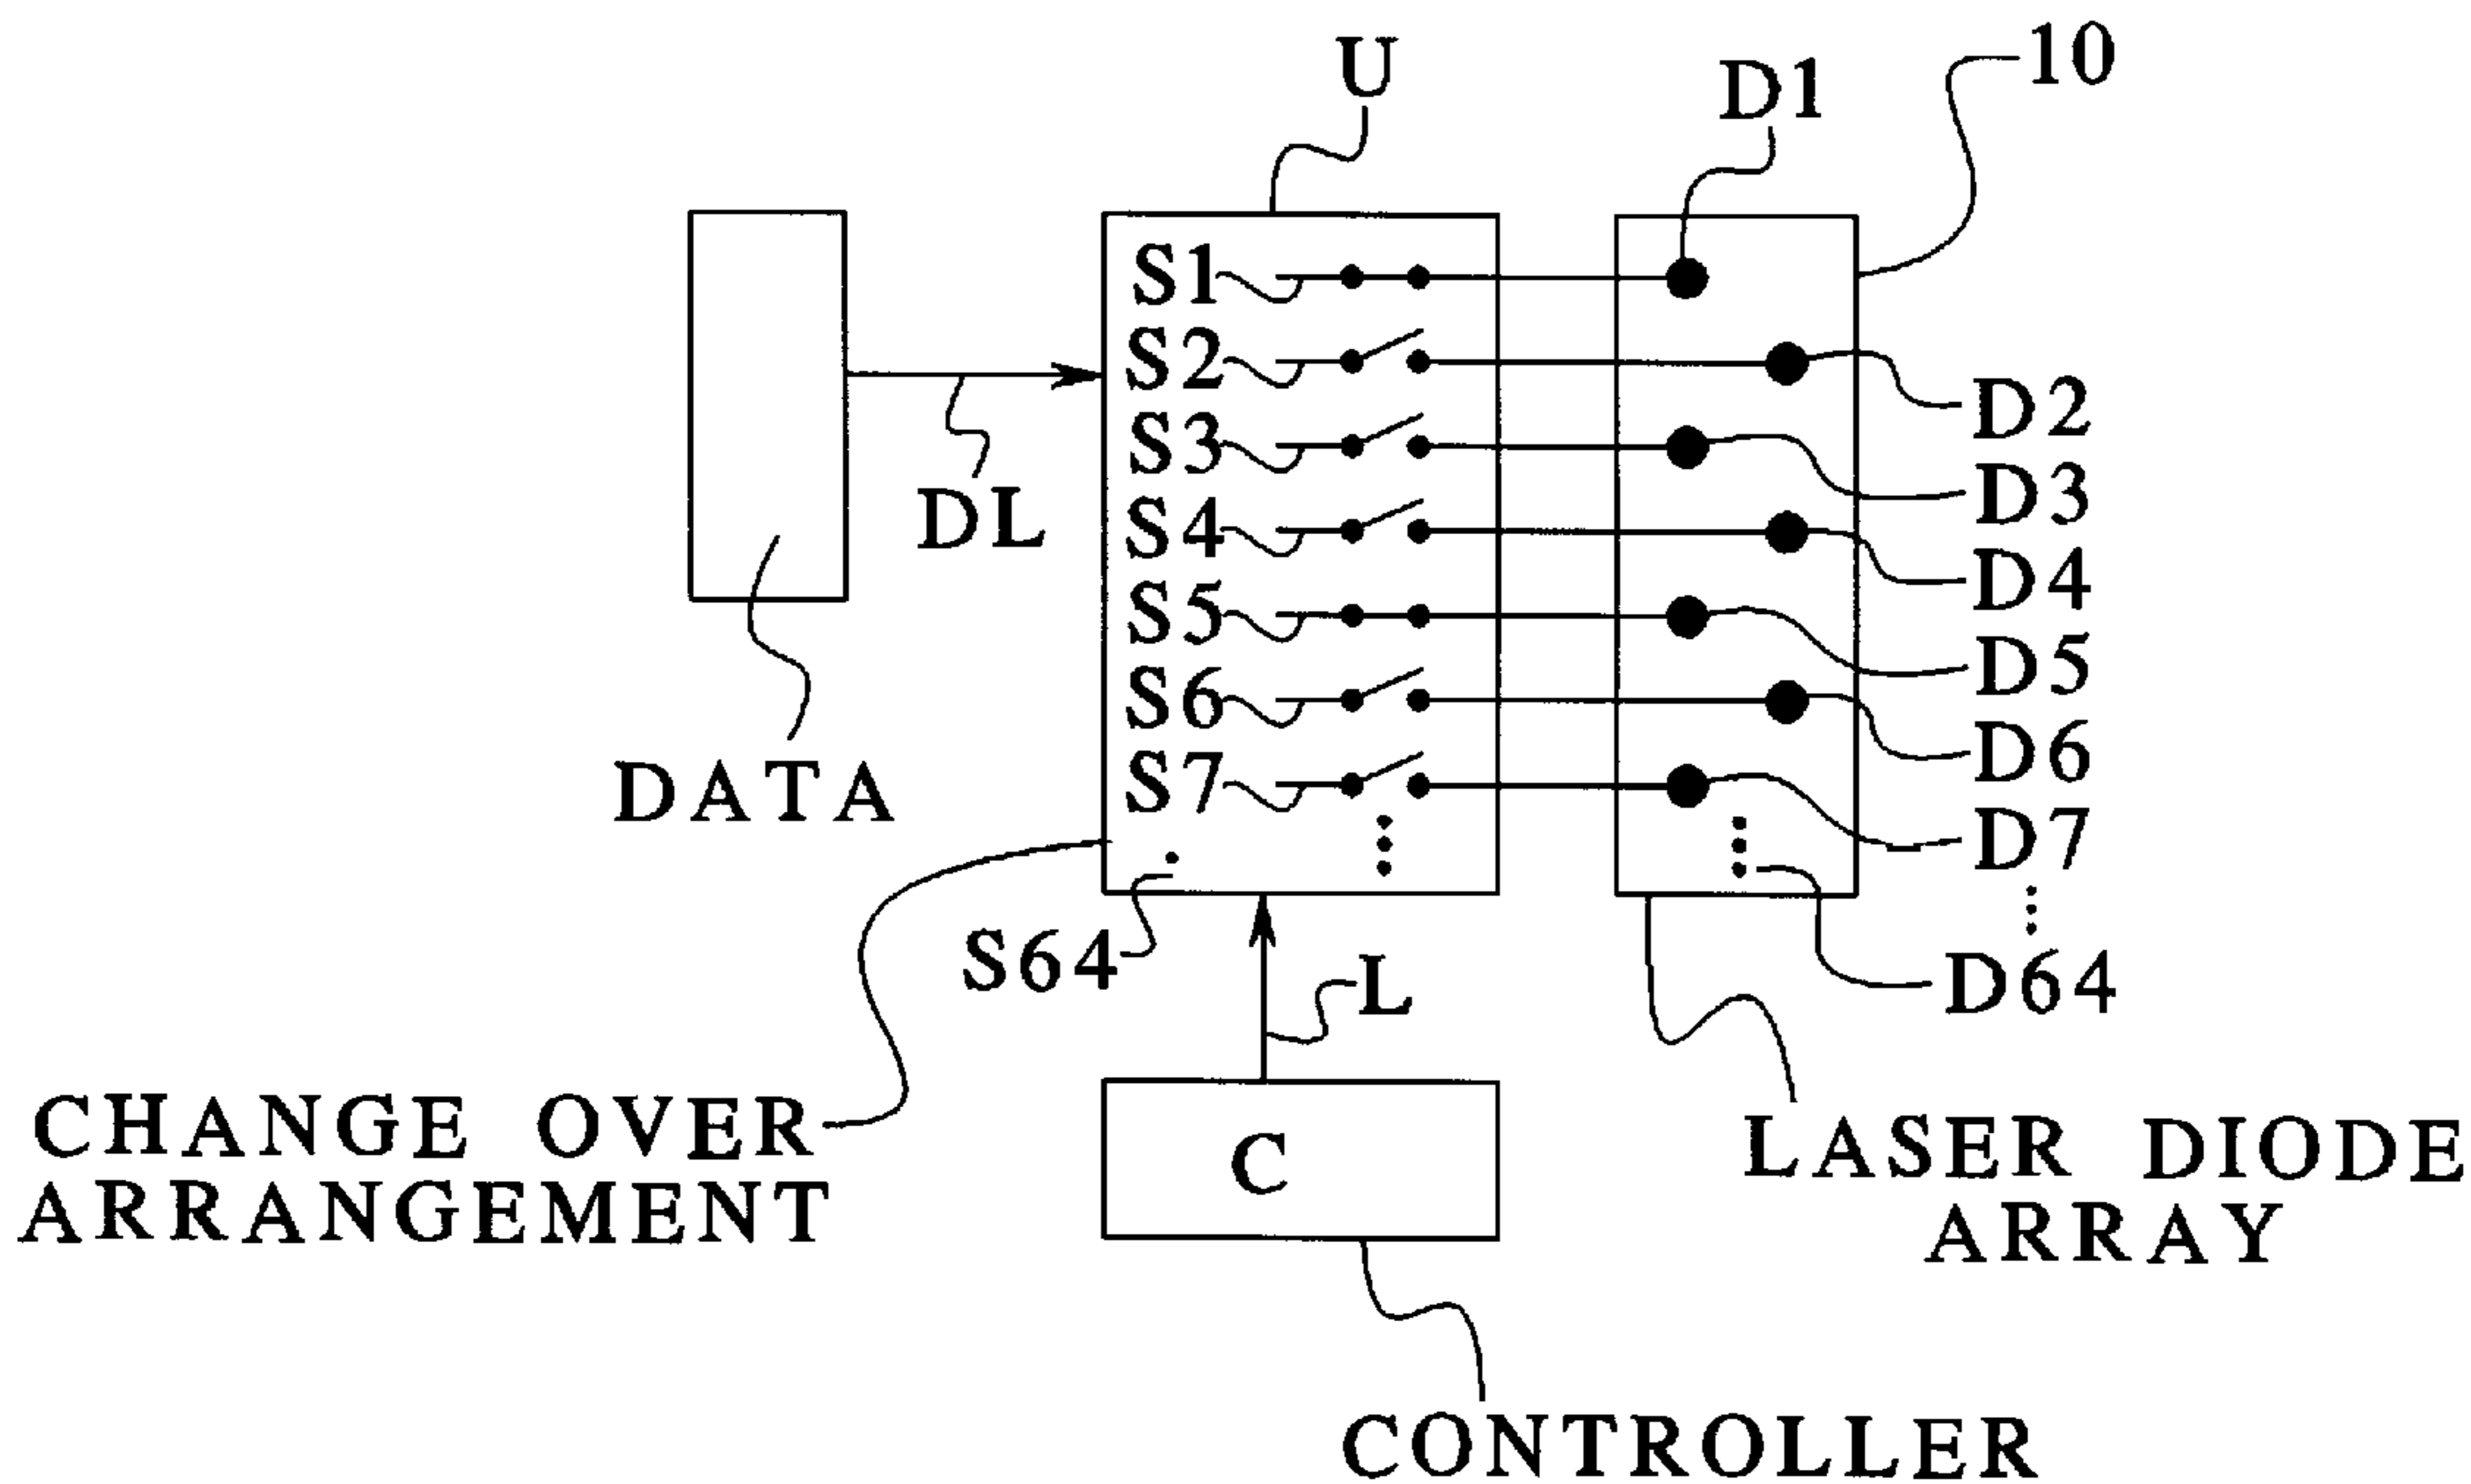 U
10
D1
S1
S2
S3
S4
S5
S6
S7
S64
D2
D3
D4
D5
D6
D7
D64
DL
DATA
L
C
CHANGE OVER
ARRANGEMENT
LASER DIODE
ARRAY
CONTROLLER